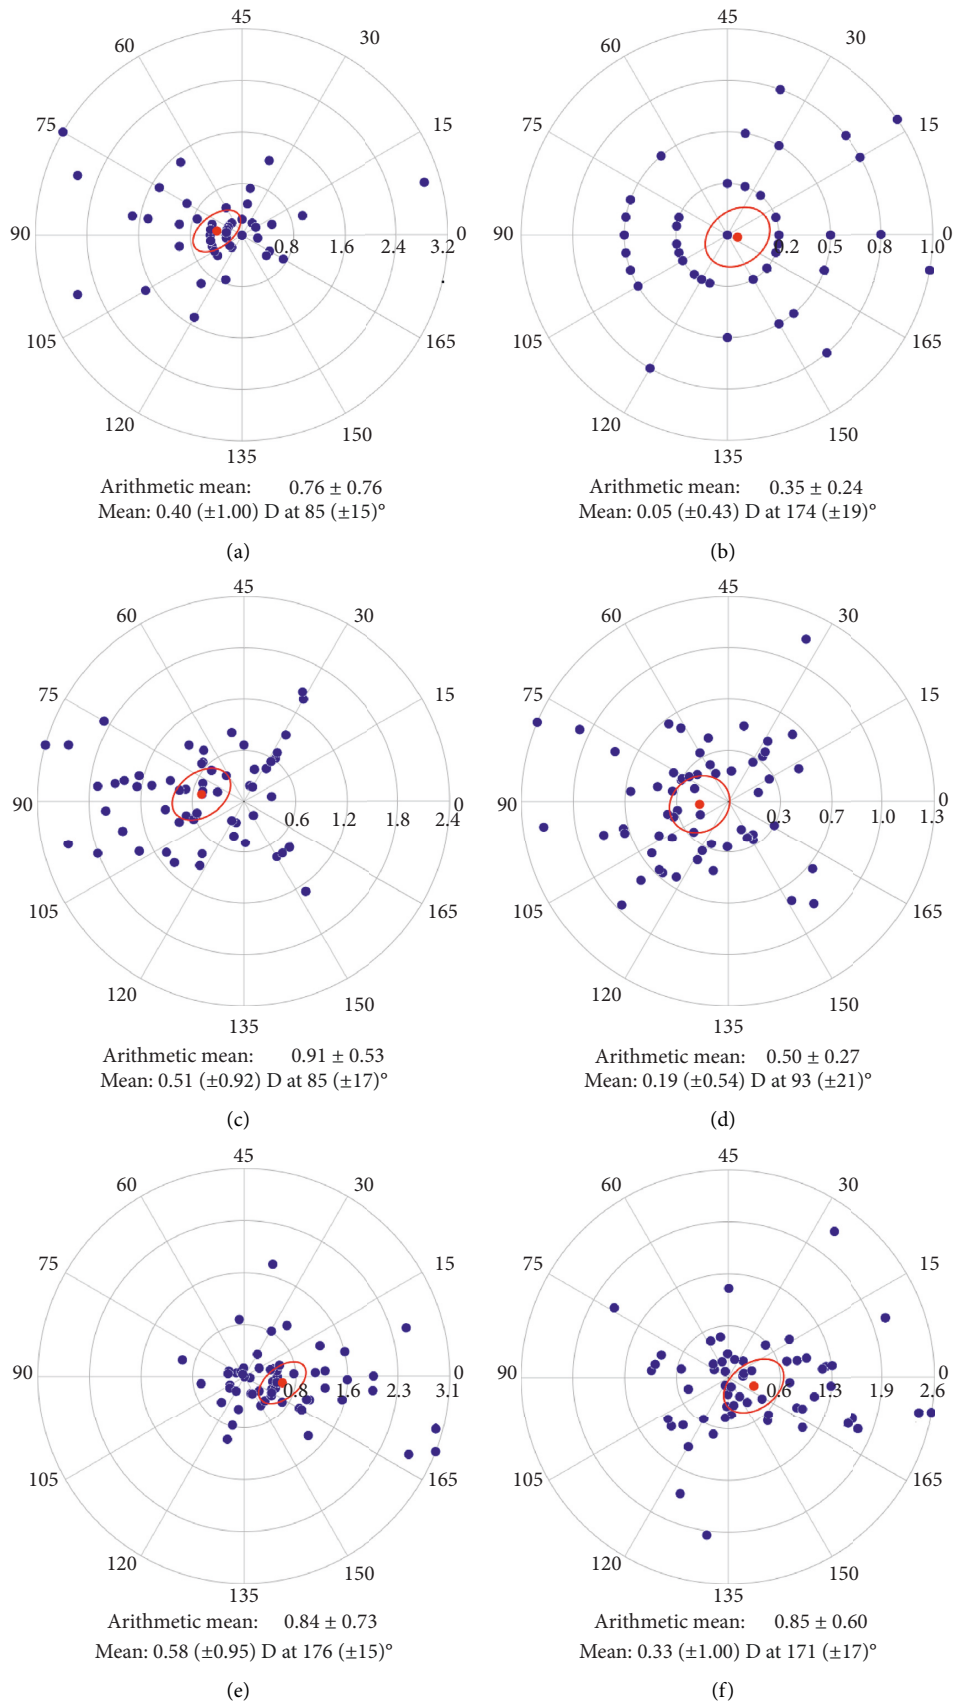 45
60 30
75 15
90 0.8 1.6 2.4 3.2 0
105 165
120 150
135
Arithmetic mean: 0.76 ± 0.76
Mean: 0.40 (±1.00) D at 85 (±15)°
(a)
45
60 30
75 15
90 0.2 0.5 0.8 1.0 0
105 165
120 150
135
Arithmetic mean: 0.35 ± 0.24
Mean: 0.05 (±0.43) D at 174 (±19)°
(b)
45
60 30
75 15
90 0.6 1.2 1.8 2.4 0
105 165
120 150
135
Arithmetic mean: 0.91 ± 0.53
Mean: 0.51 (±0.92) D at 85 (±17)°
(c)
45
60 30
75 15
90 0.3 0.7 1.0 1.3 0
105 165
120 150
135
Arithmetic mean: 0.50 ± 0.27
Mean: 0.19 (±0.54) D at 93 (±21)°
(d)
45
60 30
75 15
90 0.8 1.6 2.3 3.1 0
105 165
120 150
135
Arithmetic mean: 0.84 ± 0.73
Mean: 0.58 (±0.95) D at 176 (±15)°
(e)
45
60 30
75 15
90 0.6 1.3 1.9 2.6 0
105 165
120 150
135
Arithmetic mean: 0.85 ± 0.60
Mean: 0.33 (±1.00) D at 171 (±17)°
(f)